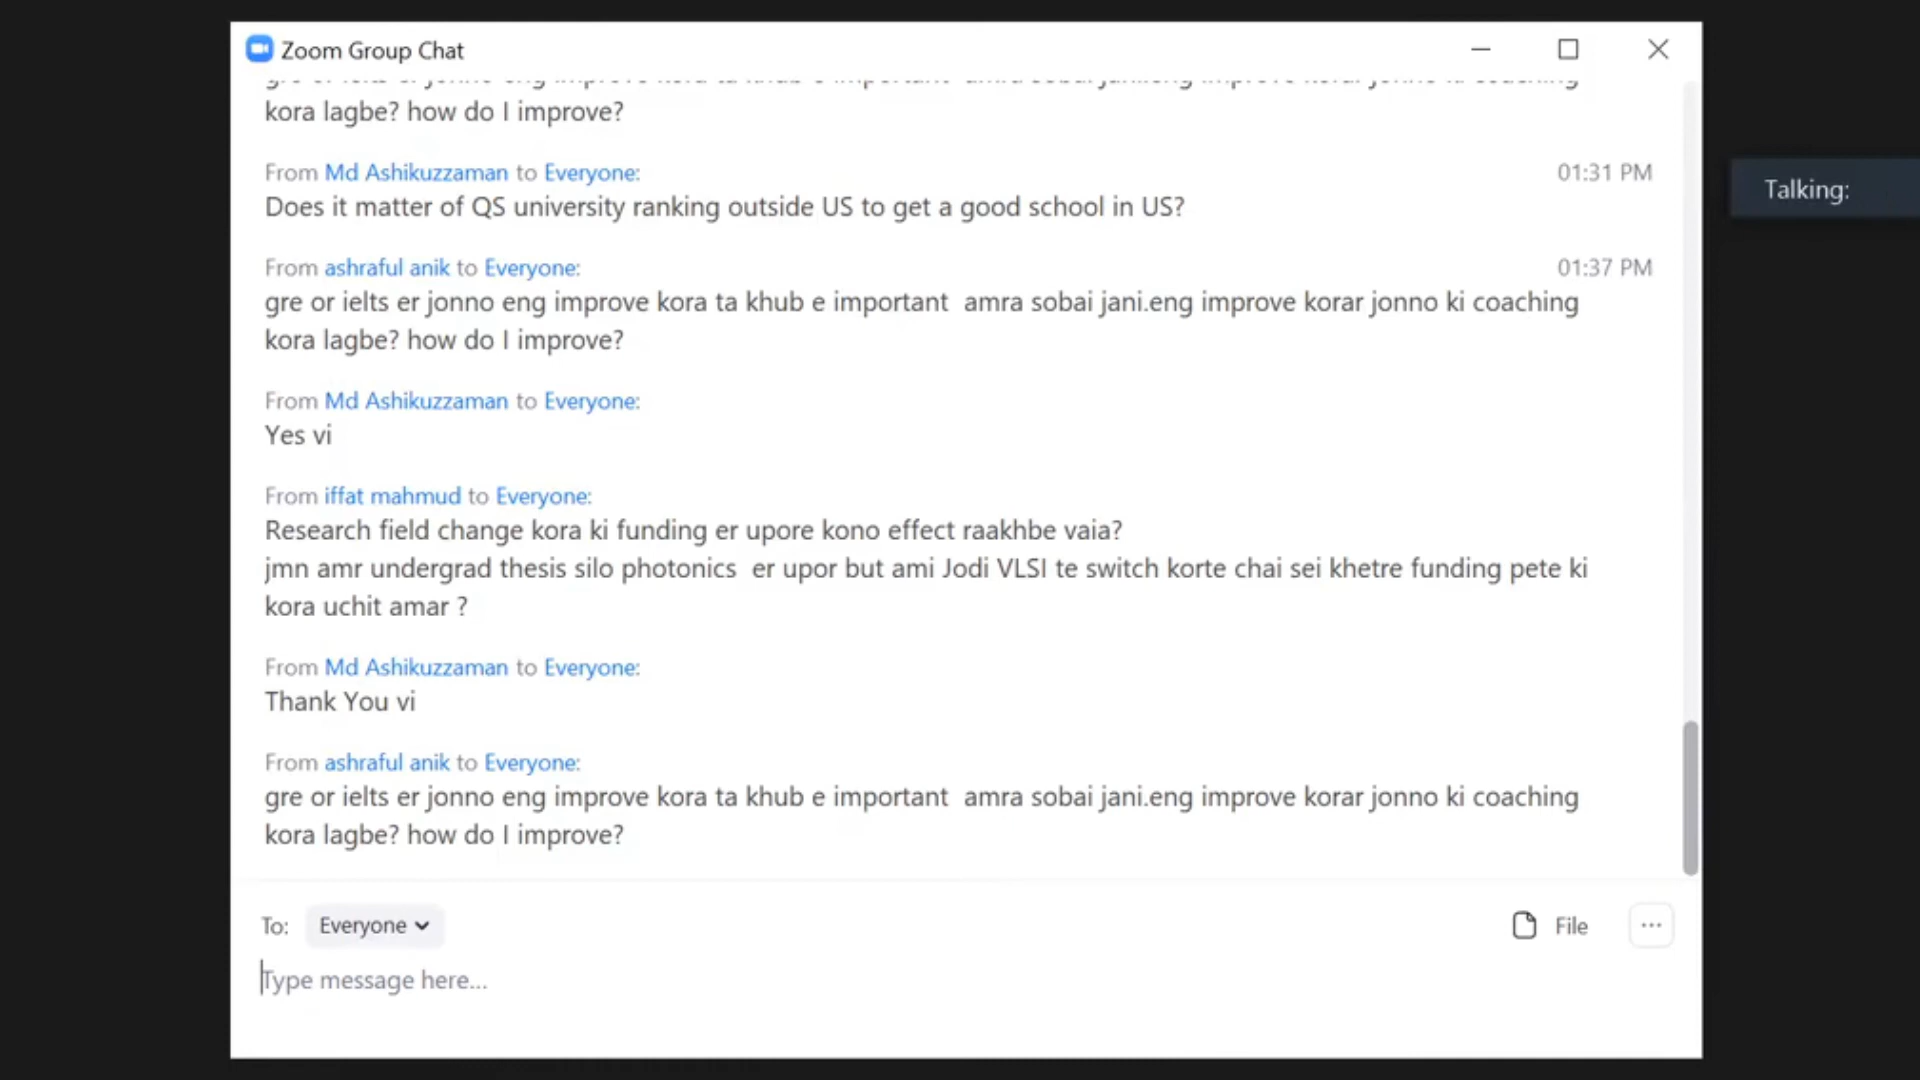 Zoom Group Chat
kora lagbe? how do I improve?
From Md Ashikuzzaman to Everyone: 01:31 PM
Does it matter of QS university ranking outside US to get a good school in US?
Talking:
From ashraful anik to Everyone: 01:37 PM
gre or ielts er jonno eng improve kora ta khub e important  amra sobai jani.eng improve korar jonno ki coaching
kora lagbe? how do I improve?
From Md Ashikuzzaman to Everyone:
Yes vi
From iffat mahmud to Everyone:
Research field change kora ki funding er upore kono effect raakhbe vaia?
jmn amr undergrad thesis silo photonics  er upor but ami Jodi VLSI te switch korte chai sei khetre funding pete ki
kora uchit amar ?
From Md Ashikuzzaman to Everyone:
Thank You vi
From ashraful anik to Everyone:
gre or ielts er jonno eng improve kora ta khub e important  amra sobai jani.eng improve korar jonno ki coaching
kora lagbe? how do I improve?
To: Everyone File
Type message here...